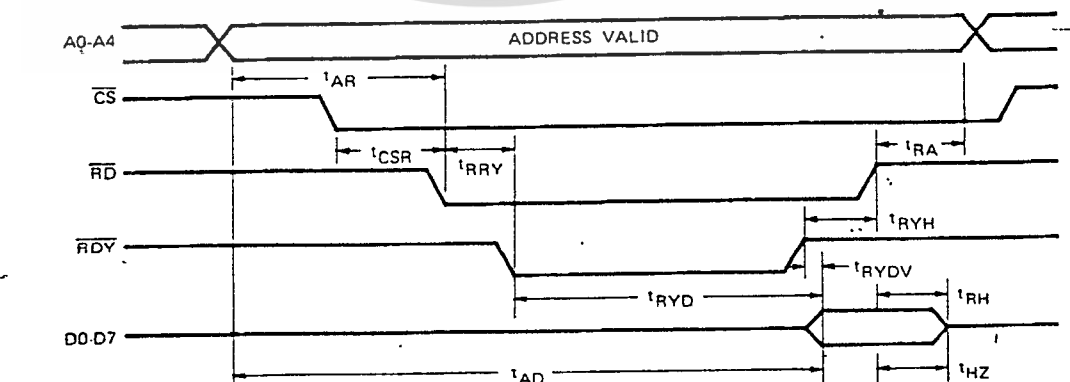 A0-A4
ADDRESS VALID
tAR
CS
tCSR
tRRY
tRA
RD
tRYH
RDY
tRYDV
tRYD
tRH
D0-D7
tAD
tHZ